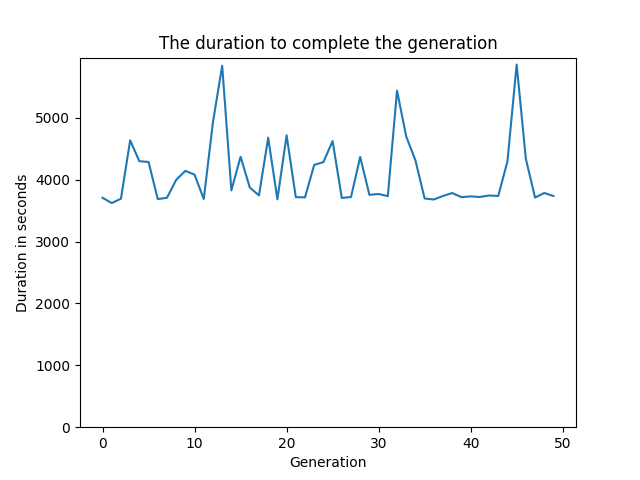 The duration to complete the generation
Duration in seconds
5000
4000
3000
2000
1000
0
0 10 20 30 40 50
Generation